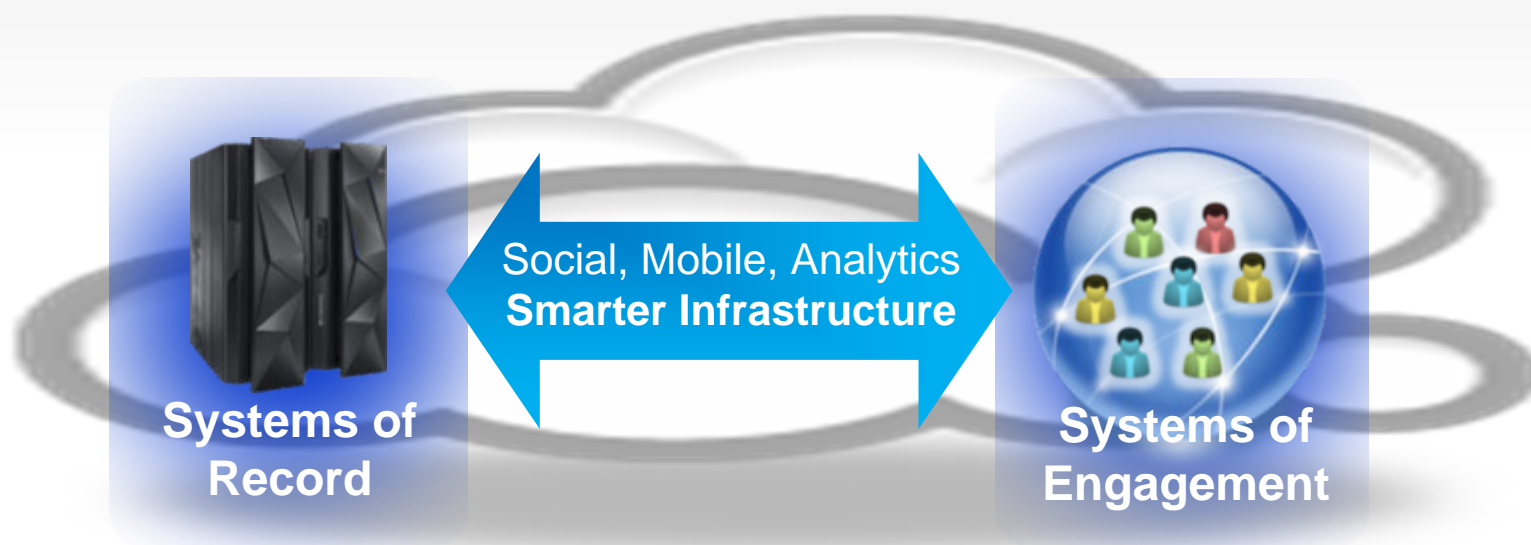 Social, Mobile, Analytics
Smarter Infrastructure
Systems of
Record
Systems of
Engagement